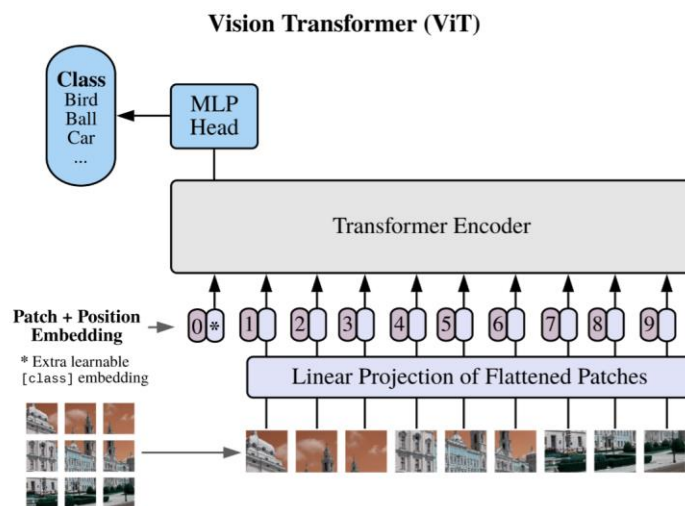 Vision Transformer (ViT)
Class
Bird
Ball
Car
...
MLP
Head
Transformer Encoder
Patch + Position
Embedding
0 * 1 2 3 4 5 6 7 8 9
* Extra learnable
[class] embedding
Linear Projection of Flattened Patches